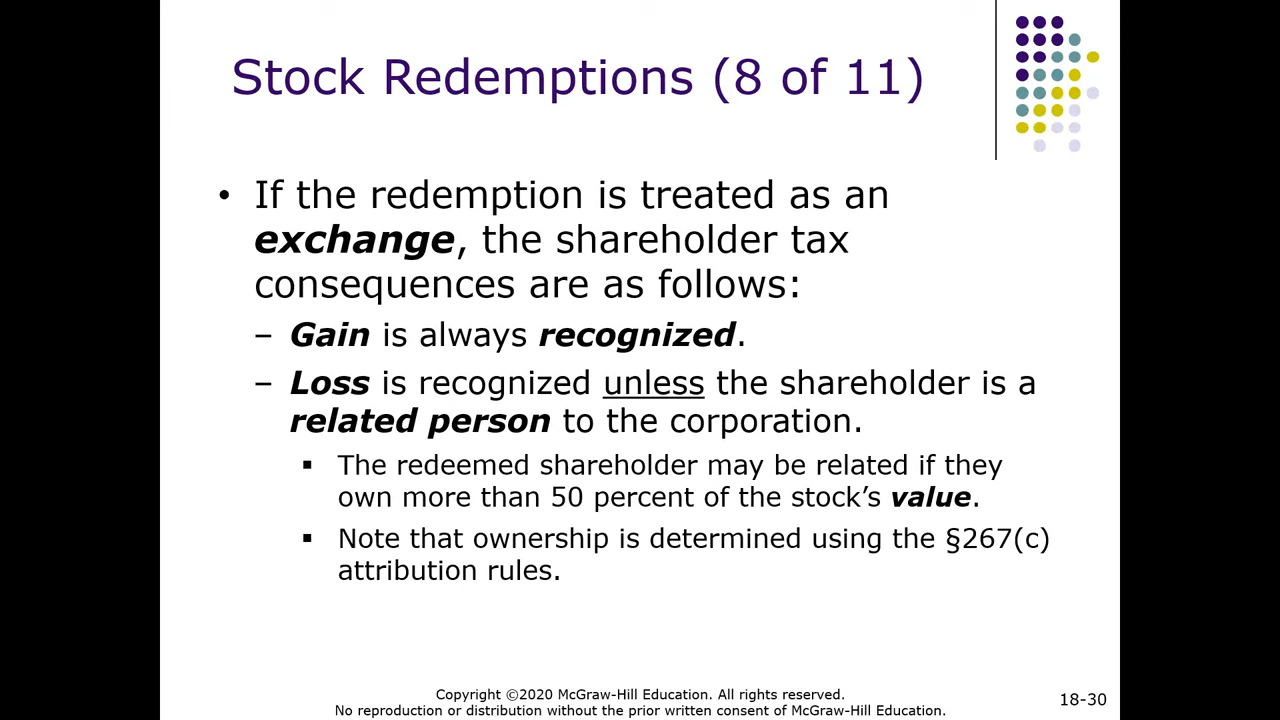 Stock Redemptions (8 of 11)
• If the redemption is treated as an
exchange, the shareholder tax
consequences are as follows:
– Gain is always recognized.
– Loss is recognized unless the shareholder is a
related person to the corporation.
▪ The redeemed shareholder may be related if they
own more than 50 percent of the stock’s value.
▪ Note that ownership is determined using the §267(c)
attribution rules.
Copyright ©2020 McGraw-Hill Education. All rights reserved.
No reproduction or distribution without the prior written consent of McGraw-Hill Education.
18-30